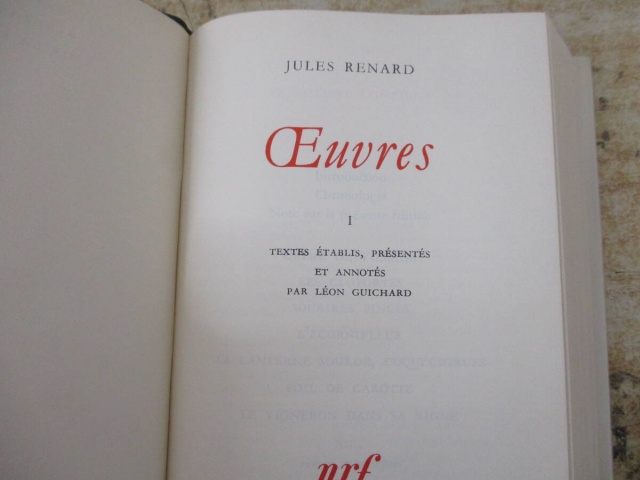 JULES RENARD
Œuvres
I
TEXTES ÉTABLIS, PRÉSENTÉS
ET ANNOTÉS
PAR LÉON GUICHARD
nrf